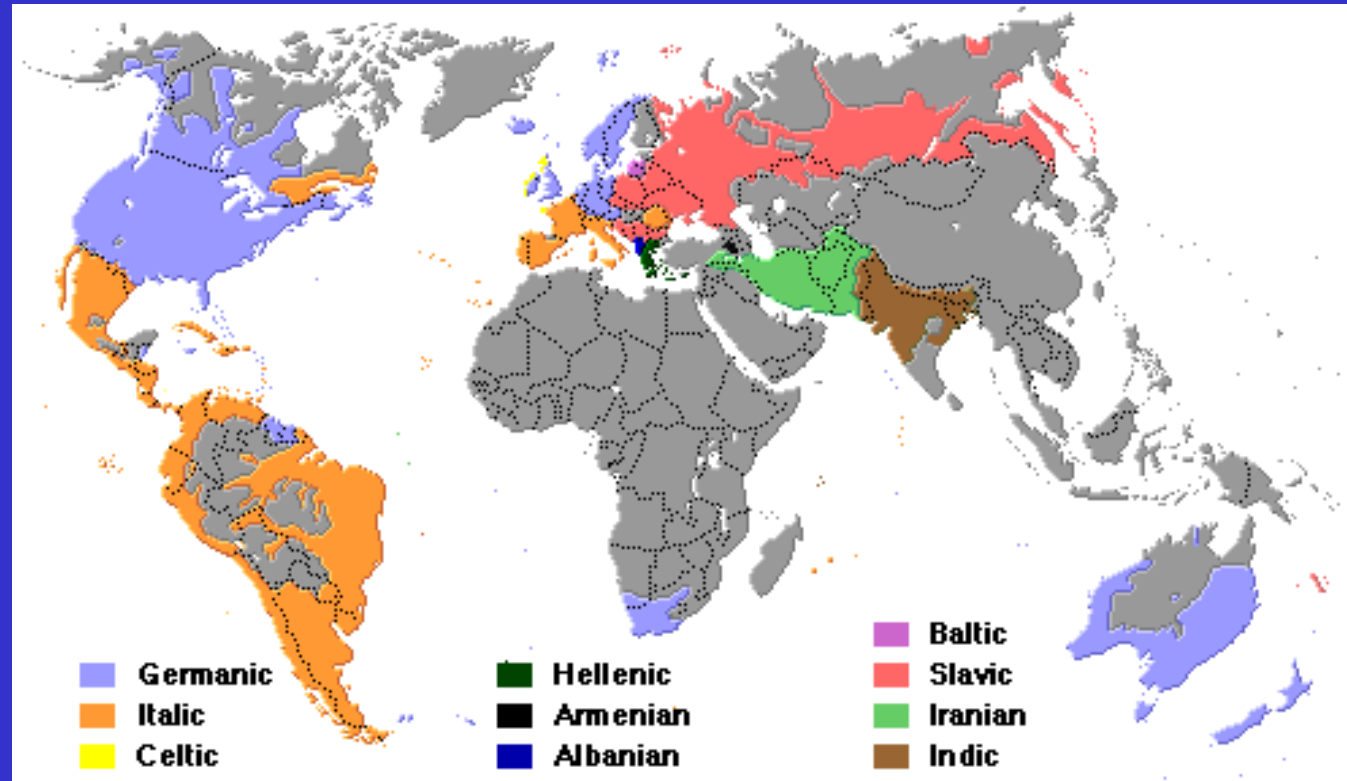 Germanic
Italic
Celtic
Hellenic
Armenian
Albanian
Baltic
Slavic
Iranian
Indic